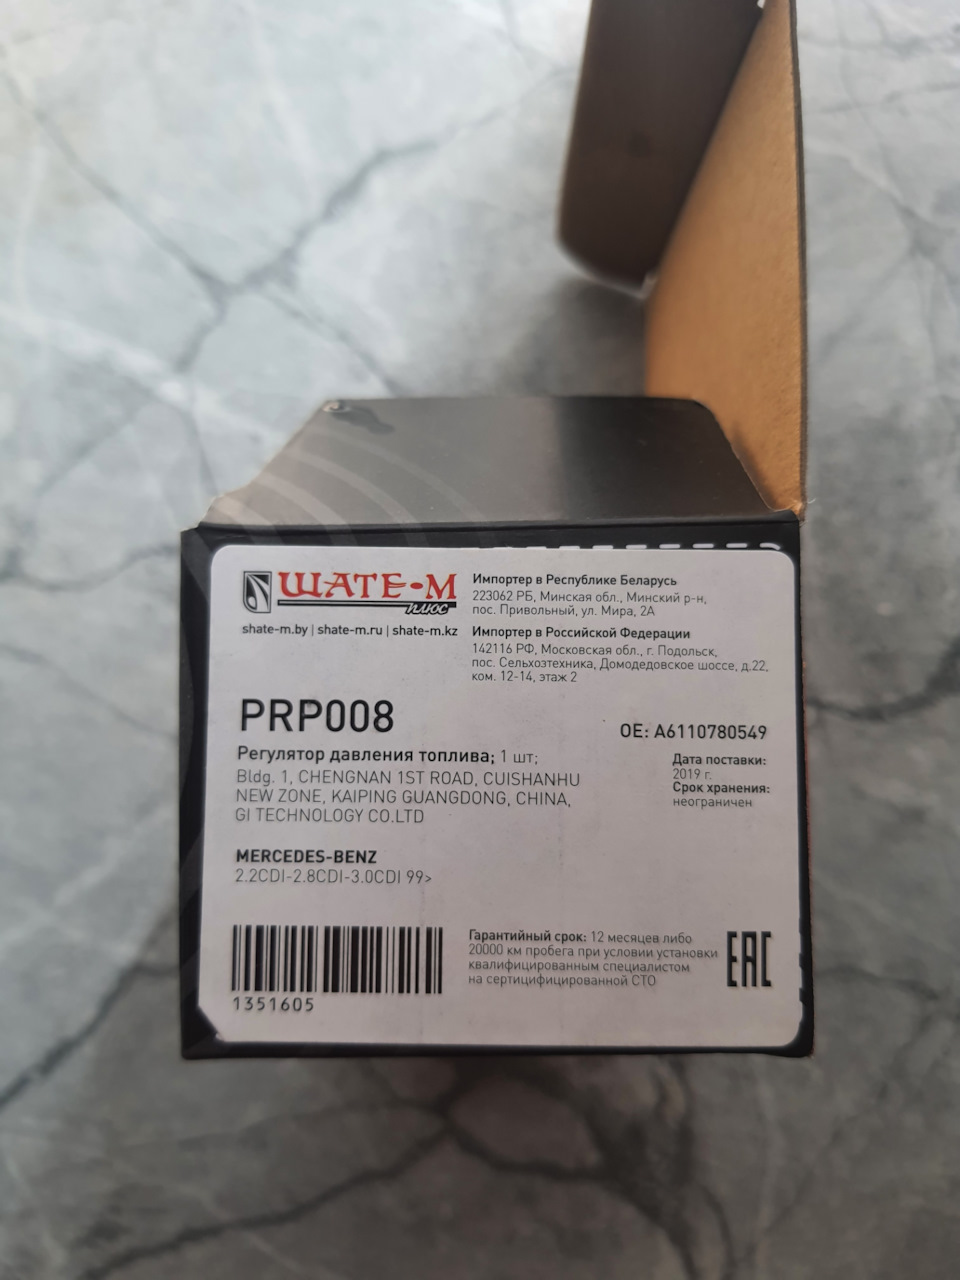 ШАТЕ-М
плюс
shate-m.by | shate-m.ru | shate-m.kz
Импортер в Республике Беларусь
223062 РБ, Минская обл., Минский р-н,
пос. Привольный, ул. Мира, 2А
Импортер в Российской Федерации
142116 РФ, Московская обл., г. Подольск,
пос. Сельхозтехника, Домодедовское шоссе, д.22,
ком. 12-14, этаж 2
PRP008
OE: A6110780549
Регулятор давления топлива; 1 шт;
Bldg. 1, CHENGNAN 1ST ROAD, CUISHANHU
NEW ZONE, KAIPING GUANGDONG, CHINA,
GI TECHNOLOGY CO.LTD
Дата поставки:
2019 г.
Срок хранения:
неограничен
MERCEDES-BENZ
2.2CDI-2.8CDI-3.0CDI 99>
1351605
Гарантийный срок: 12 месяцев либо
20000 км пробега при условии установки
квалифицированным специалистом
на сертицифицированной СТО
EAC